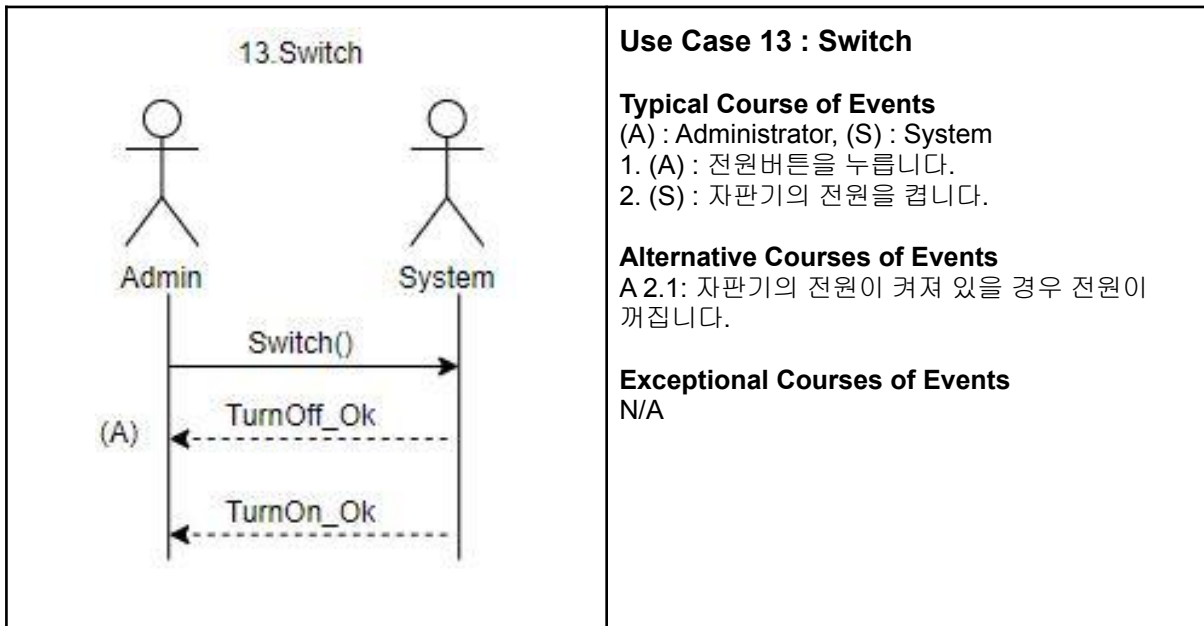 13.Switch
Admin
System
Switch()
TurnOff_Ok
(A)
TurnOn_Ok
Use Case 13 : Switch
Typical Course of Events
(A) : Administrator, (S) : System
1. (A) : 전원버튼을 누릅니다.
2. (S) : 자판기의 전원을 켭니다.
Alternative Courses of Events
A 2.1: 자판기의 전원이 켜져 있을 경우 전원이
꺼집니다.
Exceptional Courses of Events
N/A